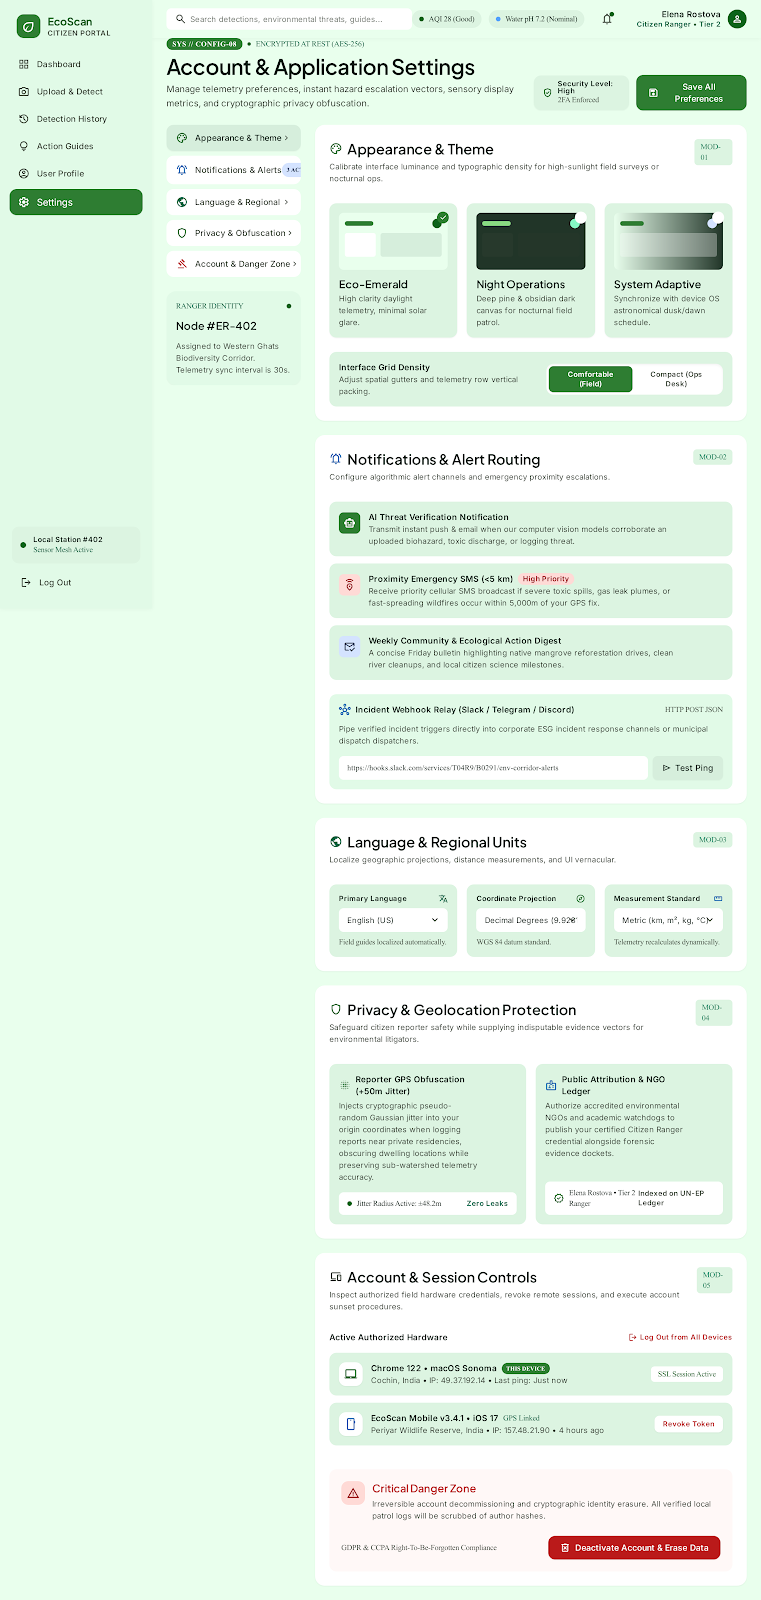 EcoScan
CITIZEN PORTAL
Dashboard
Upload & Detect
Detection History
Action Guides
User Profile
Settings
Local Station #402
Sensor Mesh Active
Log Out
Search detections, environmental threats, guides...
AQI 28 (Good)
Water pH 7.2 (Nominal)
Elena Rostova
Citizen Ranger • Tier 2
SYS // CONFIG-08
ENCRYPTED AT REST (AES-256)
Account & Application Settings
Manage telemetry preferences, instant hazard escalation vectors, sensory display
metrics, and cryptographic privacy obfuscation.
Security Level:
High
2FA Enforced
Save All
Preferences
Appearance & Theme
Notifications & Alerts
3 AC
Language & Regional
Privacy & Obfuscation
Account & Danger Zone
RANGER IDENTITY
Node #ER-402
Assigned to Western Ghats
Biodiversity Corridor.
Telemetry sync interval is 30s.
Appearance & Theme
MOD-
01
Calibrate interface luminance and typographic density for high-sunlight field surveys or
nocturnal ops.
Eco-Emerald
High clarity daylight
telemetry, minimal solar
glare.
Night Operations
Deep pine & obsidian dark
canvas for nocturnal field
patrol.
System Adaptive
Synchronize with device OS
astronomical dusk/dawn
schedule.
Interface Grid Density
Adjust spatial gutters and telemetry row vertical
packing.
Comfortable
(Field)
Compact (Ops
Desk)
Notifications & Alert Routing
MOD-02
Configure algorithmic alert channels and emergency proximity escalations.
AI Threat Verification Notification
Transmit instant push & email when our computer vision models corroborate an
uploaded biohazard, toxic discharge, or logging threat.
Proximity Emergency SMS (<5 km)
High Priority
Receive priority cellular SMS broadcast if severe toxic spills, gas leak plumes, or
fast-spreading wildfires occur within 5,000m of your GPS fix.
Weekly Community & Ecological Action Digest
A concise Friday bulletin highlighting native mangrove reforestation drives, clean
river cleanups, and local citizen science milestones.
Incident Webhook Relay (Slack / Telegram / Discord)
HTTP POST JSON
Pipe verified incident triggers directly into corporate ESG incident response channels or municipal
dispatch dispatchers.
https://hooks.slack.com/services/T04R9/B0291/env-corridor-alerts
Test Ping
Language & Regional Units
MOD-03
Localize geographic projections, distance measurements, and UI vernacular.
Primary Language
English (US)
Field guides localized automatically.
Coordinate Projection
Decimal Degrees (9.928°
WGS 84 datum standard.
Measurement Standard
Metric (km, m², kg, °C)
Telemetry recalculates dynamically.
Privacy & Geolocation Protection
MOD-
04
Safeguard citizen reporter safety while supplying indisputable evidence vectors for
environmental litigators.
Reporter GPS Obfuscation
(+50m Jitter)
Injects cryptographic pseudo-
random Gaussian jitter into your
origin coordinates when logging
reports near private residencies,
obscuring dwelling locations while
preserving sub-watershed telemetry
accuracy.
Jitter Radius Active: ±48.2m
Zero Leaks
Public Attribution & NGO
Ledger
Authorize accredited environmental
NGOs and academic watchdogs to
publish your certified Citizen Ranger
credential alongside forensic
evidence dockets.
Elena Rostova • Tier 2
Ranger
Indexed on UN-EP
Ledger
Account & Session Controls
MOD-
05
Inspect authorized field hardware credentials, revoke remote sessions, and execute account
sunset procedures.
Active Authorized Hardware
Log Out from All Devices
Chrome 122 • macOS Sonoma
THIS DEVICE
Cochin, India • IP: 49.37.192.14 • Last ping: Just now
SSL Session Active
EcoScan Mobile v3.4.1 • iOS 17
GPS Linked
Periyar Wildlife Reserve, India • IP: 157.48.21.90 • 4 hours ago
Revoke Token
Critical Danger Zone
Irreversible account decommissioning and cryptographic identity erasure. All verified local
patrol logs will be scrubbed of author hashes.
GDPR & CCPA Right-To-Be-Forgotten Compliance
Deactivate Account & Erase Data